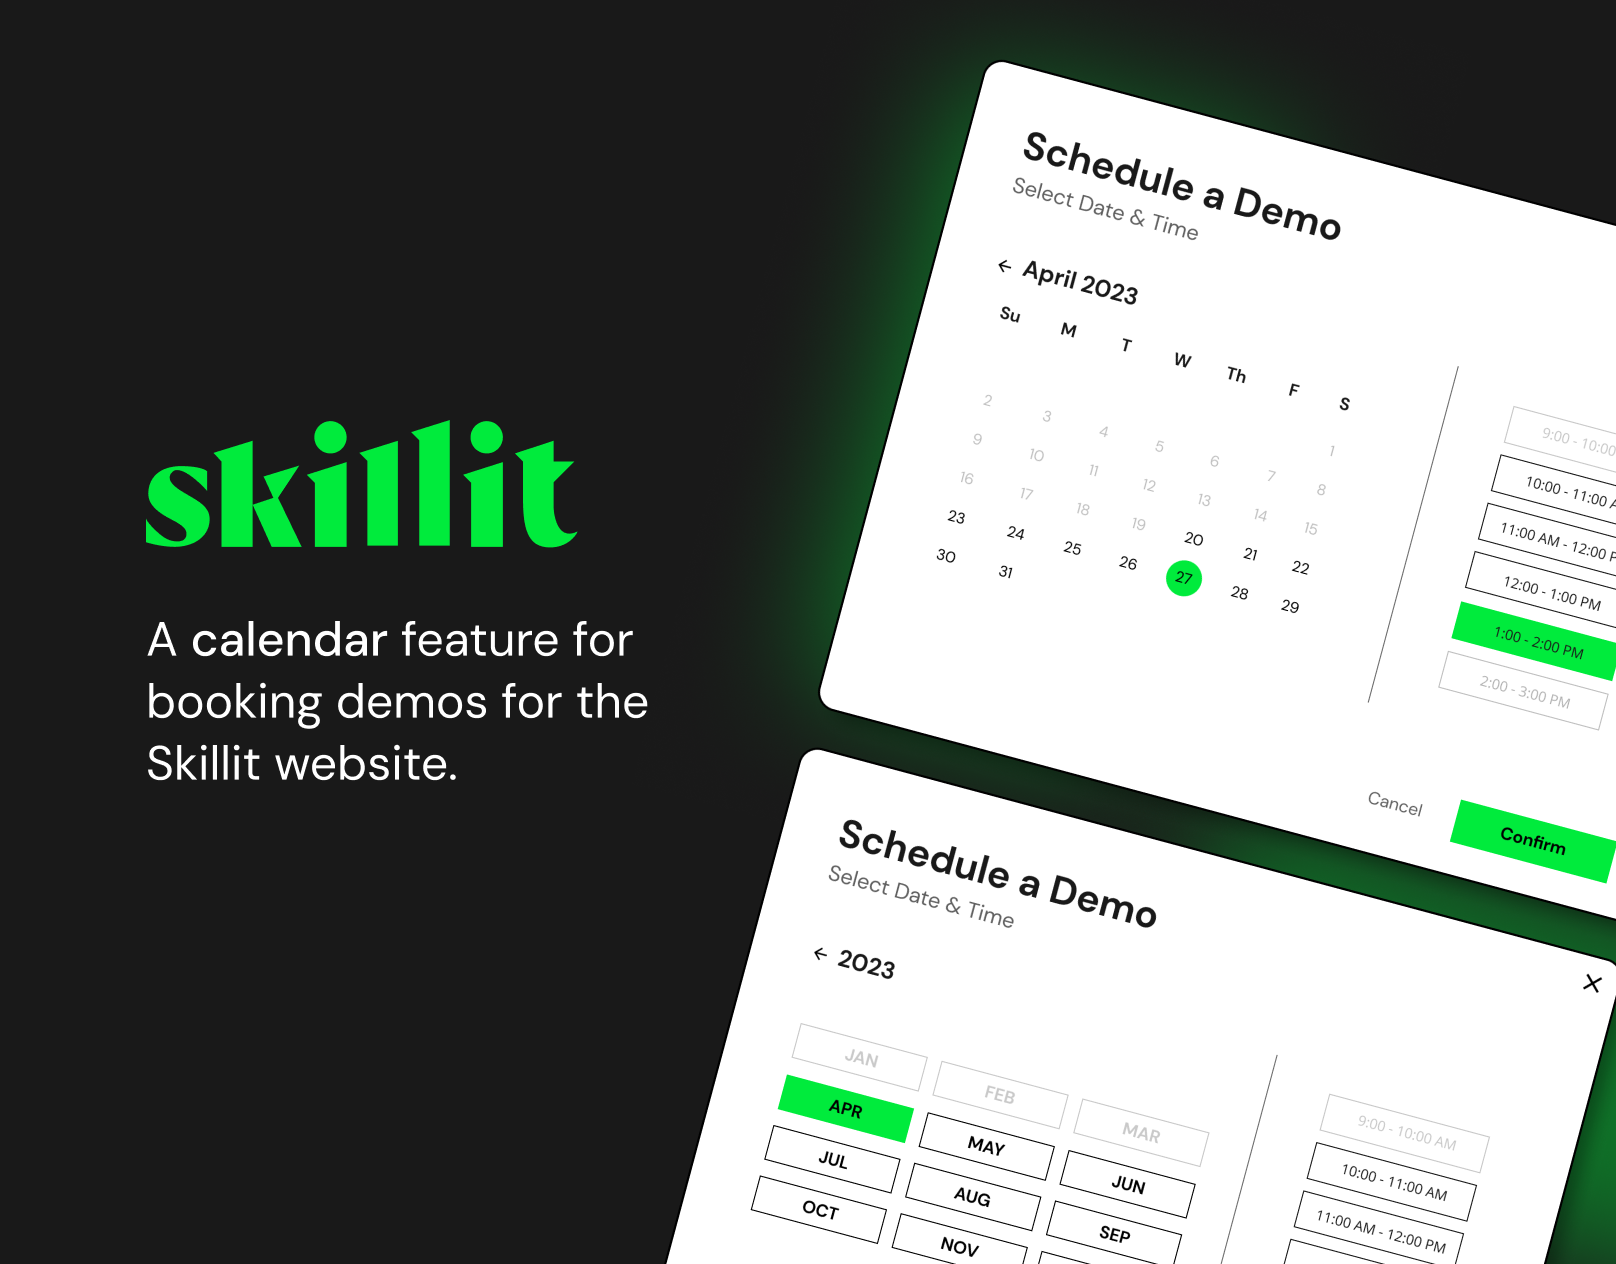 skillit
A calendar feature for
booking demos for the
Skillit website.
Schedule a Demo
Select Date & Time
← April 2023
Su M T W Th F S
1
2 3 4 5 6 7 8
9 10 11 12 13 14 15
16 17 18 19 20 21 22
23 24 25 26 27 28 29
30 31
9:00 - 10:00
10:00 - 11:00 A
11:00 AM - 12:00 P
12:00 - 1:00 PM
1:00 - 2:00 PM
2:00 - 3:00 PM
Cancel Confirm
Schedule a Demo
Select Date & Time
← 2023
JAN FEB MAR
APR MAY JUN
JUL AUG SEP
OCT NOV
9:00 - 10:00 AM
10:00 - 11:00 AM
11:00 AM - 12:00 PM